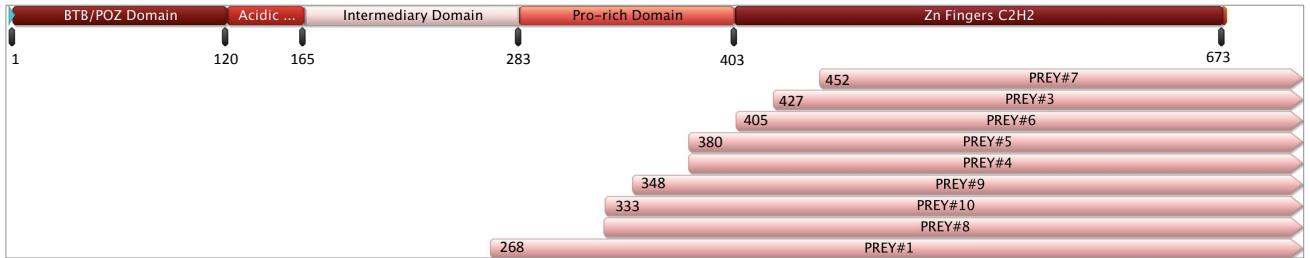 BTB/POZ Domain Acidic ... Intermediary Domain Pro-rich Domain Zn Fingers C2H2
1 120 165 283 403 673
452 PREY#7
427 PREY#3
405 PREY#6
380 PREY#5
PREY#4
348 PREY#9
333 PREY#10
PREY#8
268 PREY#1